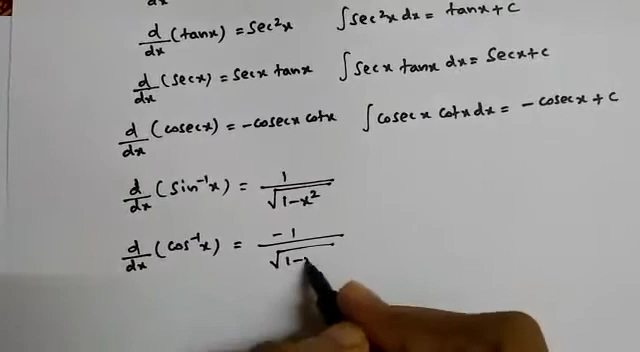 dx
d/dx (tanx) = Sec²x ∫sec²x dx = tanx + c
d/dx (secx) = secx tanx ∫secx tanx dx = Secx+c
d/dx (cosecx) = -cosecx cotx ∫cosecx cotx dx = -cosecx + c
d/dx (sin⁻¹x) = 1/√(1-x²)
d/dx (cos⁻¹x) = -1/√(1-